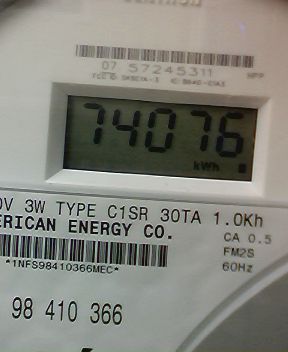 07 57245311
74076
kWh
0V 3W TYPE C1SR 30TA 1.0Kh
ERICAN ENERGY CO.
CA 0.5
FM2S
*1NFS98410366MEC*
60Hz
98 410 366